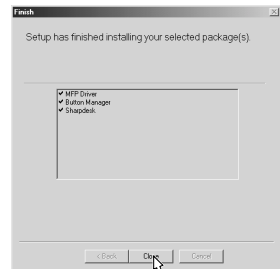 Finish
Setup has finished installing your selected package(s).
✔ MFP Driver
✔ Button Manager
✔ Sharpdesk
< Back
Close
Cancel